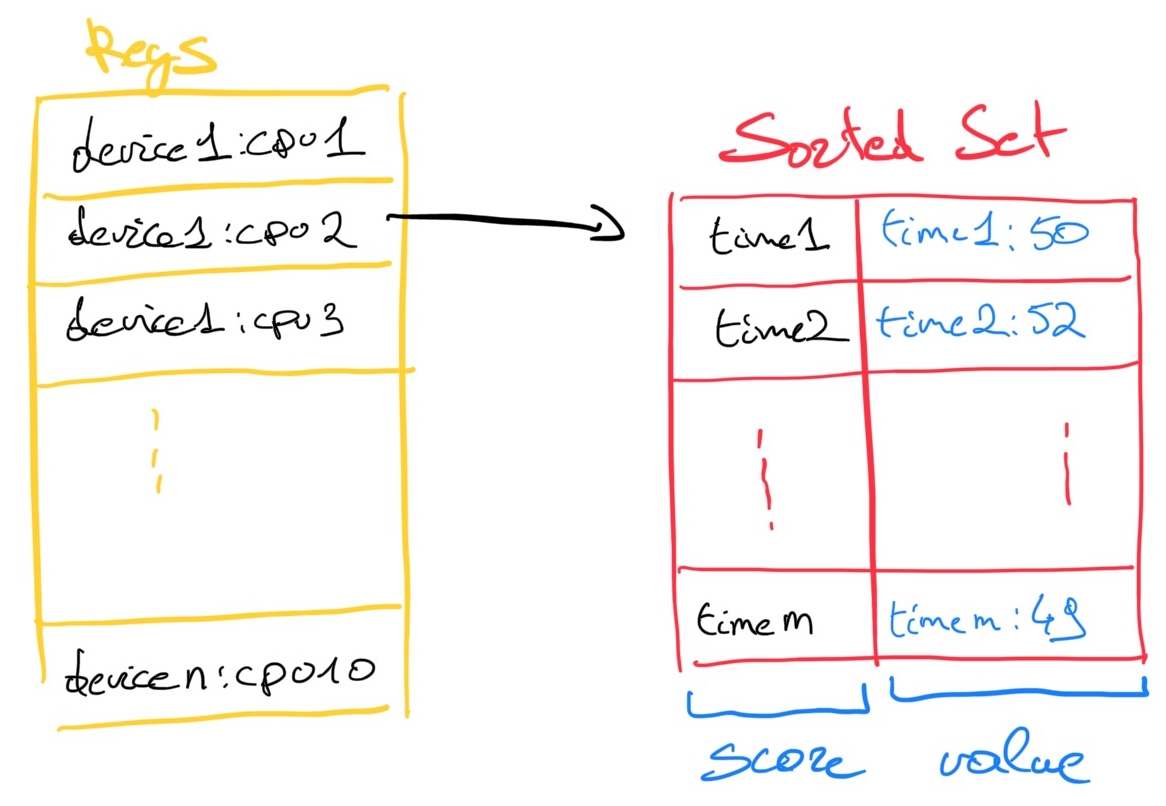 Keys
device1:cpu1
device1:cpu2
device1:cpu3
devicen:cpu10
Sorted Set
time1 time1:50
time2 time2:52
timem timem:49
score value